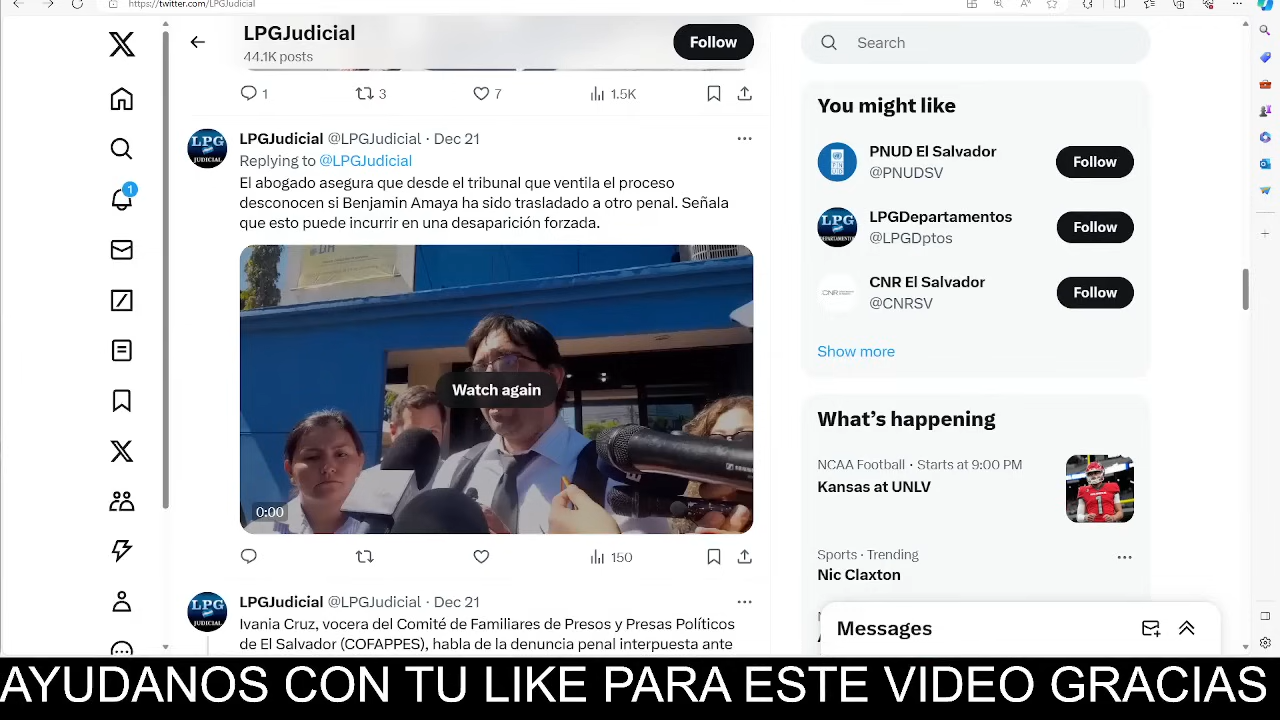 https://twitter.com/LPGJudicial
LPGJudicial
44.1K posts
Follow
Search
1
3
7
1.5K
You might like
PNUD El Salvador
@PNUDSV
Follow
LPGDepartamentos
@LPGDptos
Follow
CNR El Salvador
@CNRSV
Follow
Show more
LPG
JUDICIAL
LPGJudicial @LPGJudicial · Dec 21
Replying to @LPGJudicial
El abogado asegura que desde el tribunal que ventila el proceso
desconocen si Benjamin Amaya ha sido trasladado a otro penal. Señala
que esto puede incurrir en una desaparición forzada.
Watch again
0:00
150
1
What's happening
NCAA Football · Starts at 9:00 PM
Kansas at UNLV
Sports · Trending
Nic Claxton
Messages
LPG
JUDICIAL
LPGJudicial @LPGJudicial · Dec 21
Ivania Cruz, vocera del Comité de Familiares de Presos y Presas Políticos
de El Salvador (COFAPPES), habla de la denuncia penal interpuesta ante
AYUDANOS CON TU LIKE PARA ESTE VIDEO GRACIAS